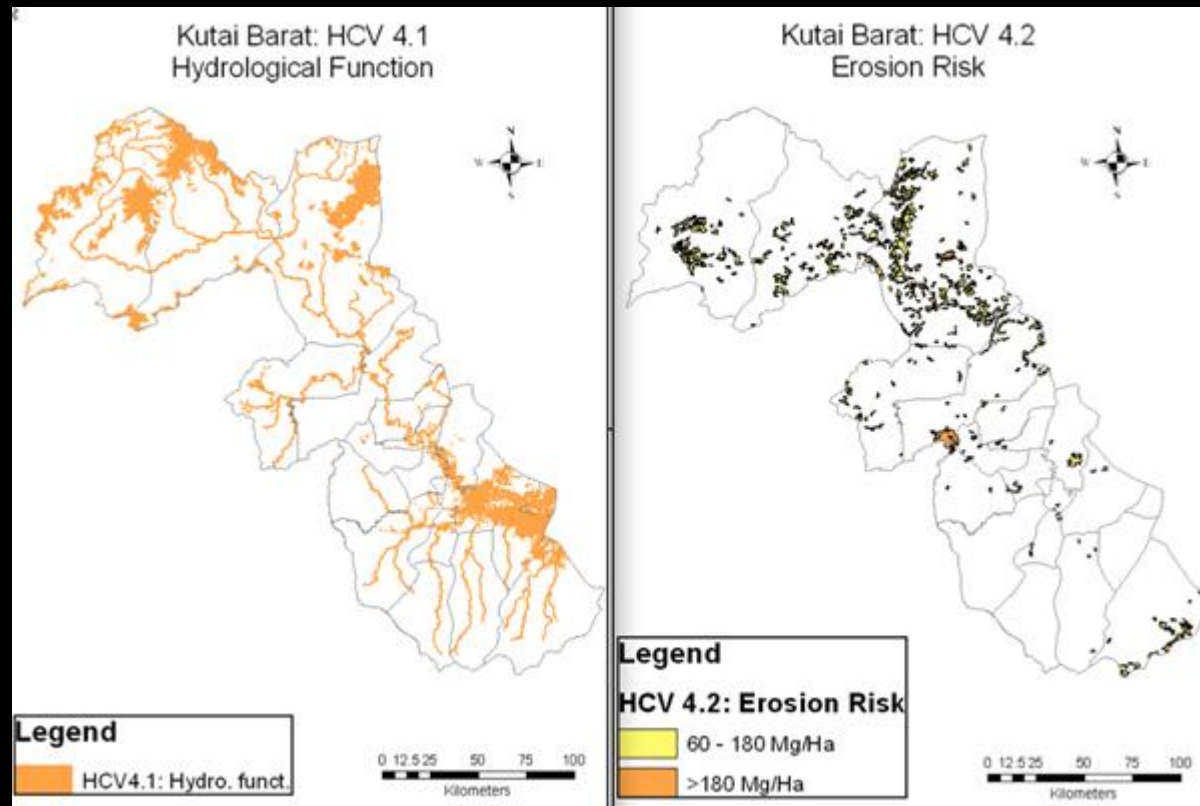 Kutai Barat: HCV 4.1
Hydrological Function
N
W E
S
Legend
HCV4.1: Hydro. funct.
0 12.5 25 50 75 100
Kilometers
Kutai Barat: HCV 4.2
Erosion Risk
N
W E
S
Legend
HCV 4.2: Erosion Risk
60 - 180 Mg/Ha
>180 Mg/Ha
0 12.5 25 50 75 100
Kilometers